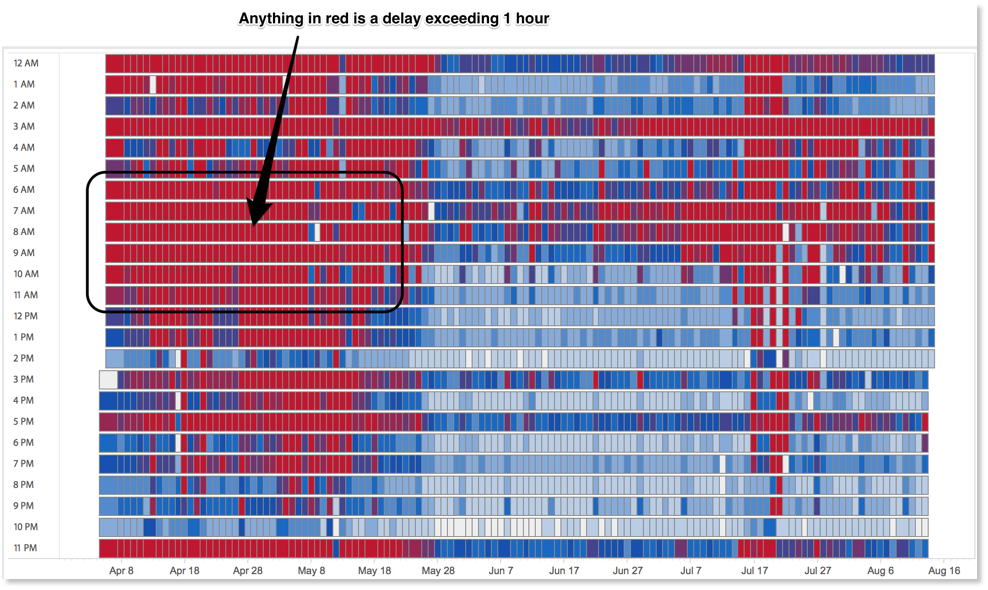 Anything in red is a delay exceeding 1 hour
12 AM
1 AM
2 AM
3 AM
4 AM
5 AM
6 AM
7 AM
8 AM
9 AM
10 AM
11 AM
12 PM
1 PM
2 PM
3 PM
4 PM
5 PM
6 PM
7 PM
8 PM
9 PM
10 PM
11 PM
Apr 8 Apr 18 Apr 28 May 8 May 18 May 28 Jun 7 Jun 17 Jun 27 Jul 7 Jul 17 Jul 27 Aug 6 Aug 16